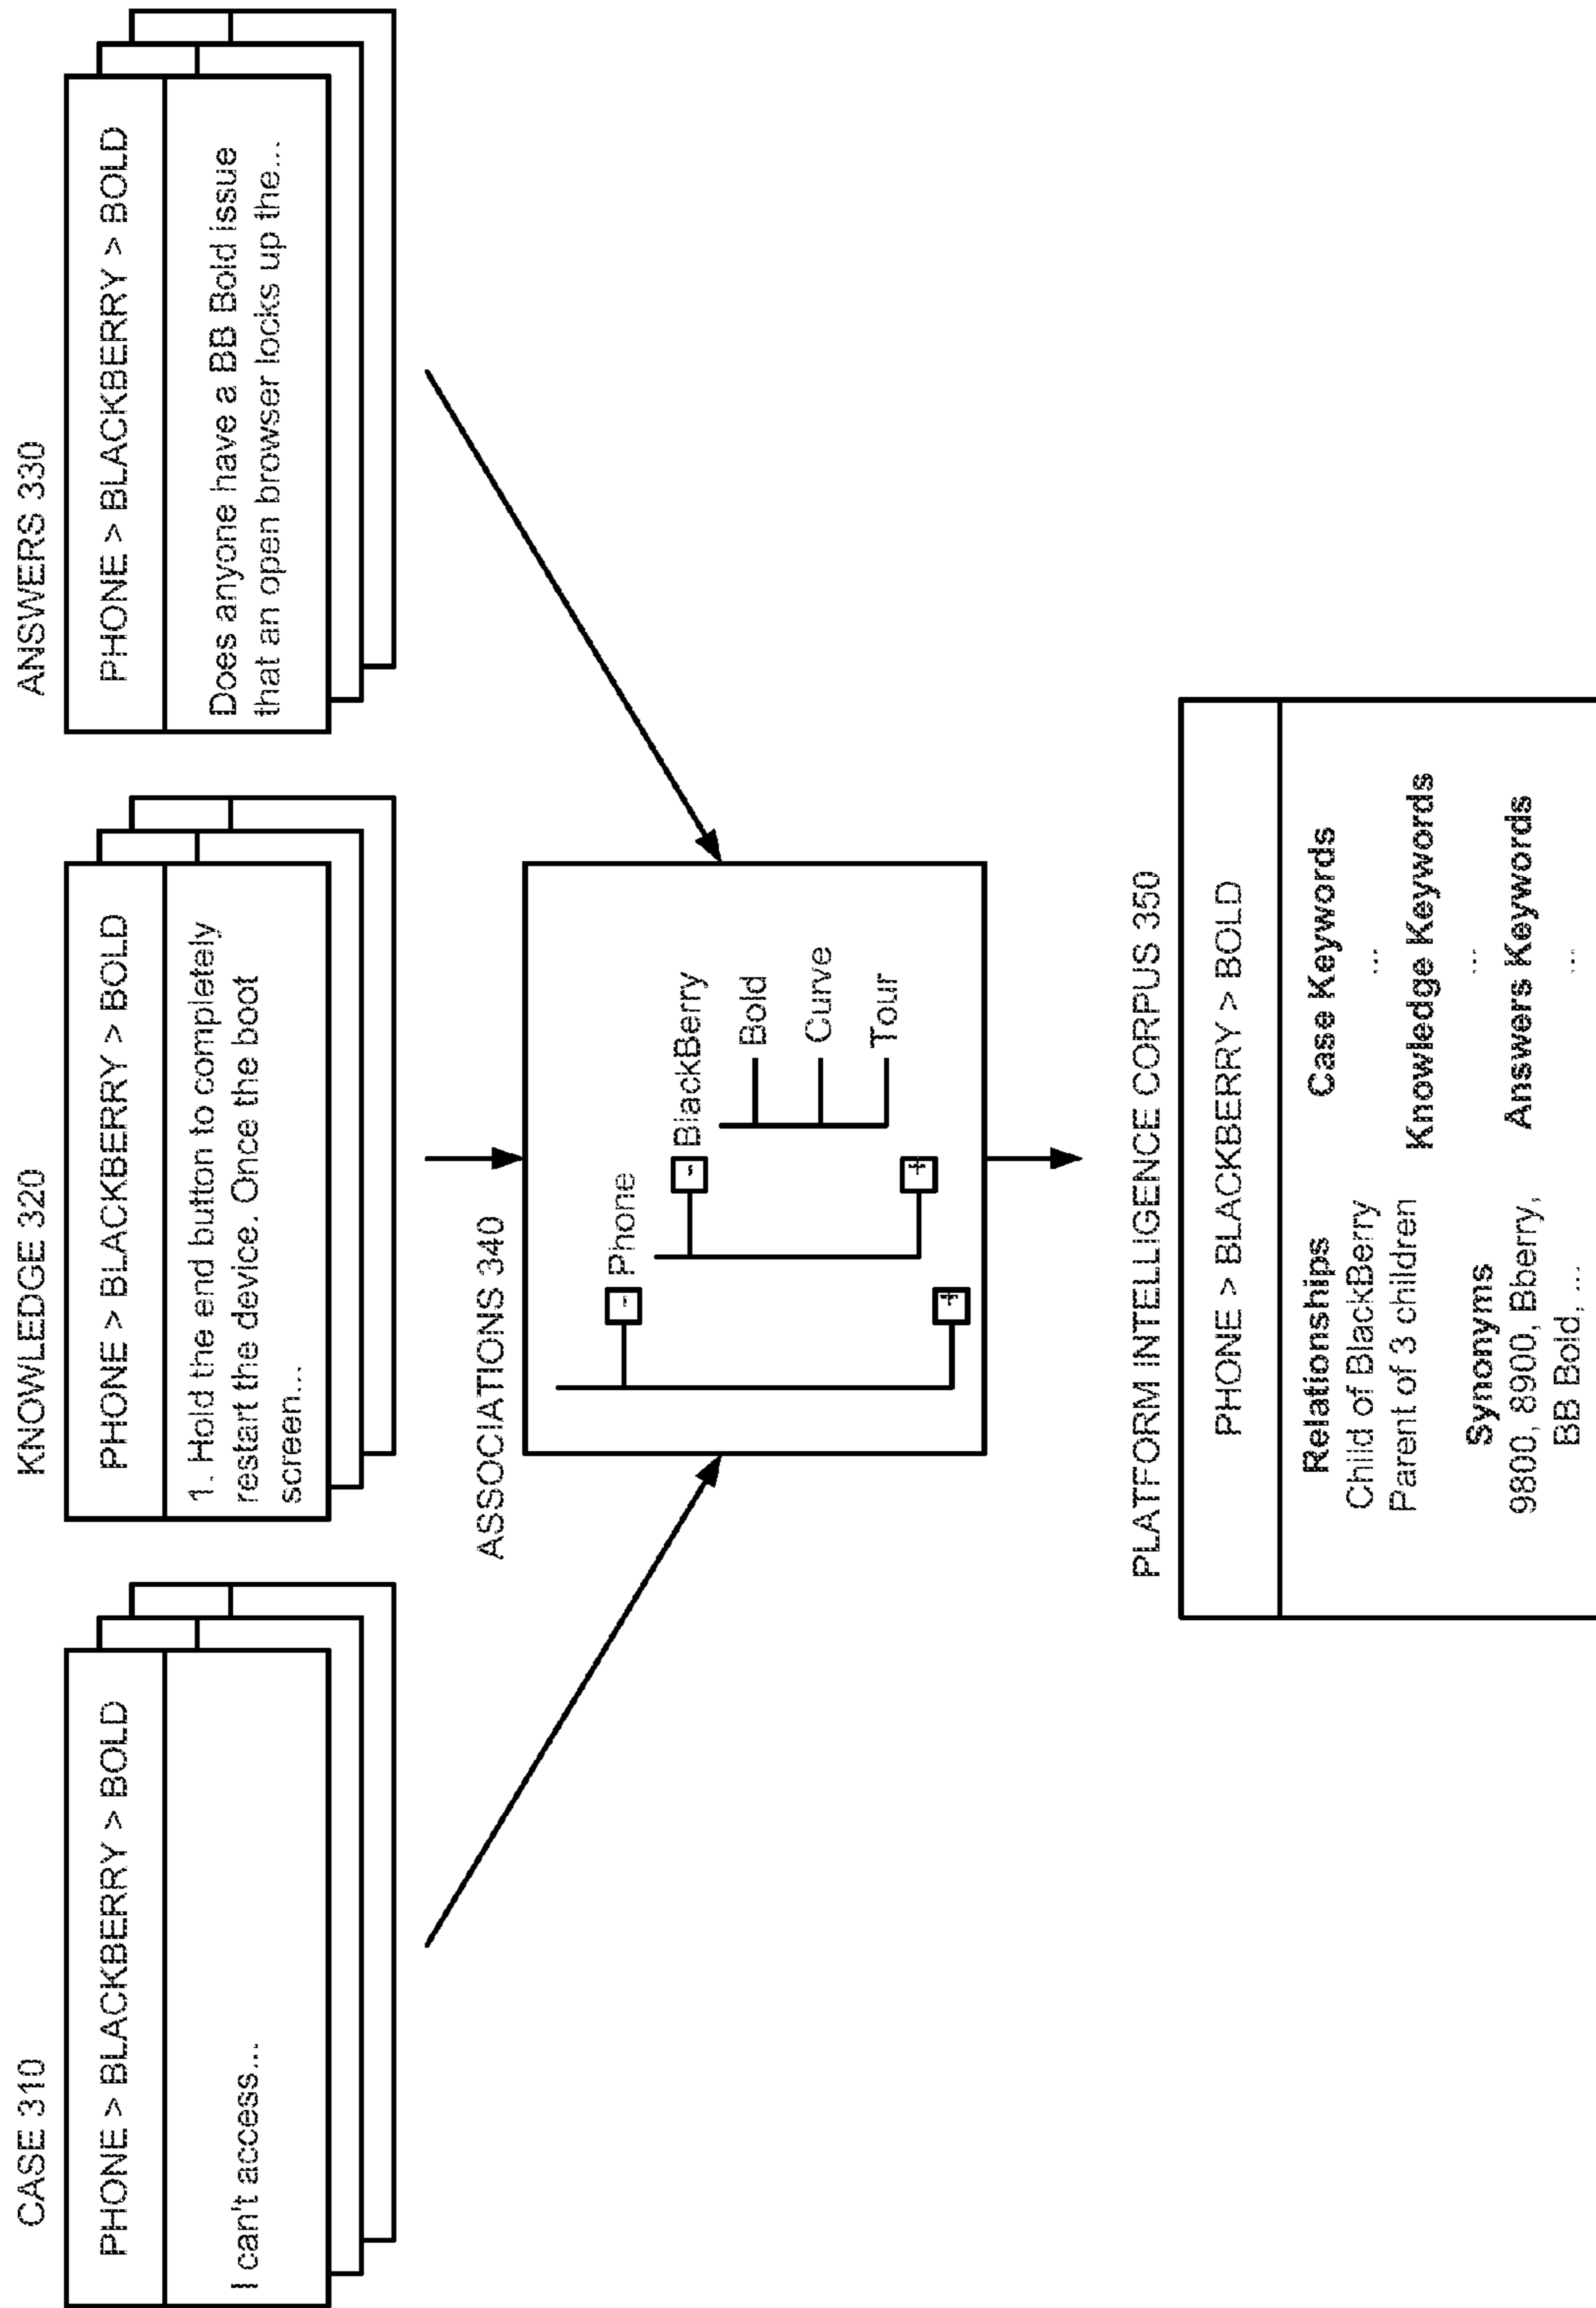 CASE 310
PHONE > BLACKBERRY > BOLD
I can't access...
KNOWLEDGE 320
PHONE > BLACKBERRY > BOLD
1. Hold the end button to completely
restart the device. Once the boot
screen...
ANSWERS 330
PHONE > BLACKBERRY > BOLD
Does anyone have a BB Bold issue
that an open browser locks up the...
ASSOCIATIONS 340
- Phone
- BlackBerry
Bold
Curve
Tour
+
+
PLATFORM INTELLIGENCE CORPUS 350
PHONE > BLACKBERRY > BOLD
Relationships
Child of BlackBerry
Parent of 3 children
Synonyms
9800, 8900, Bberry,
BB Bold, ...
Case Keywords
...
Knowledge Keywords
...
Answers Keywords
...